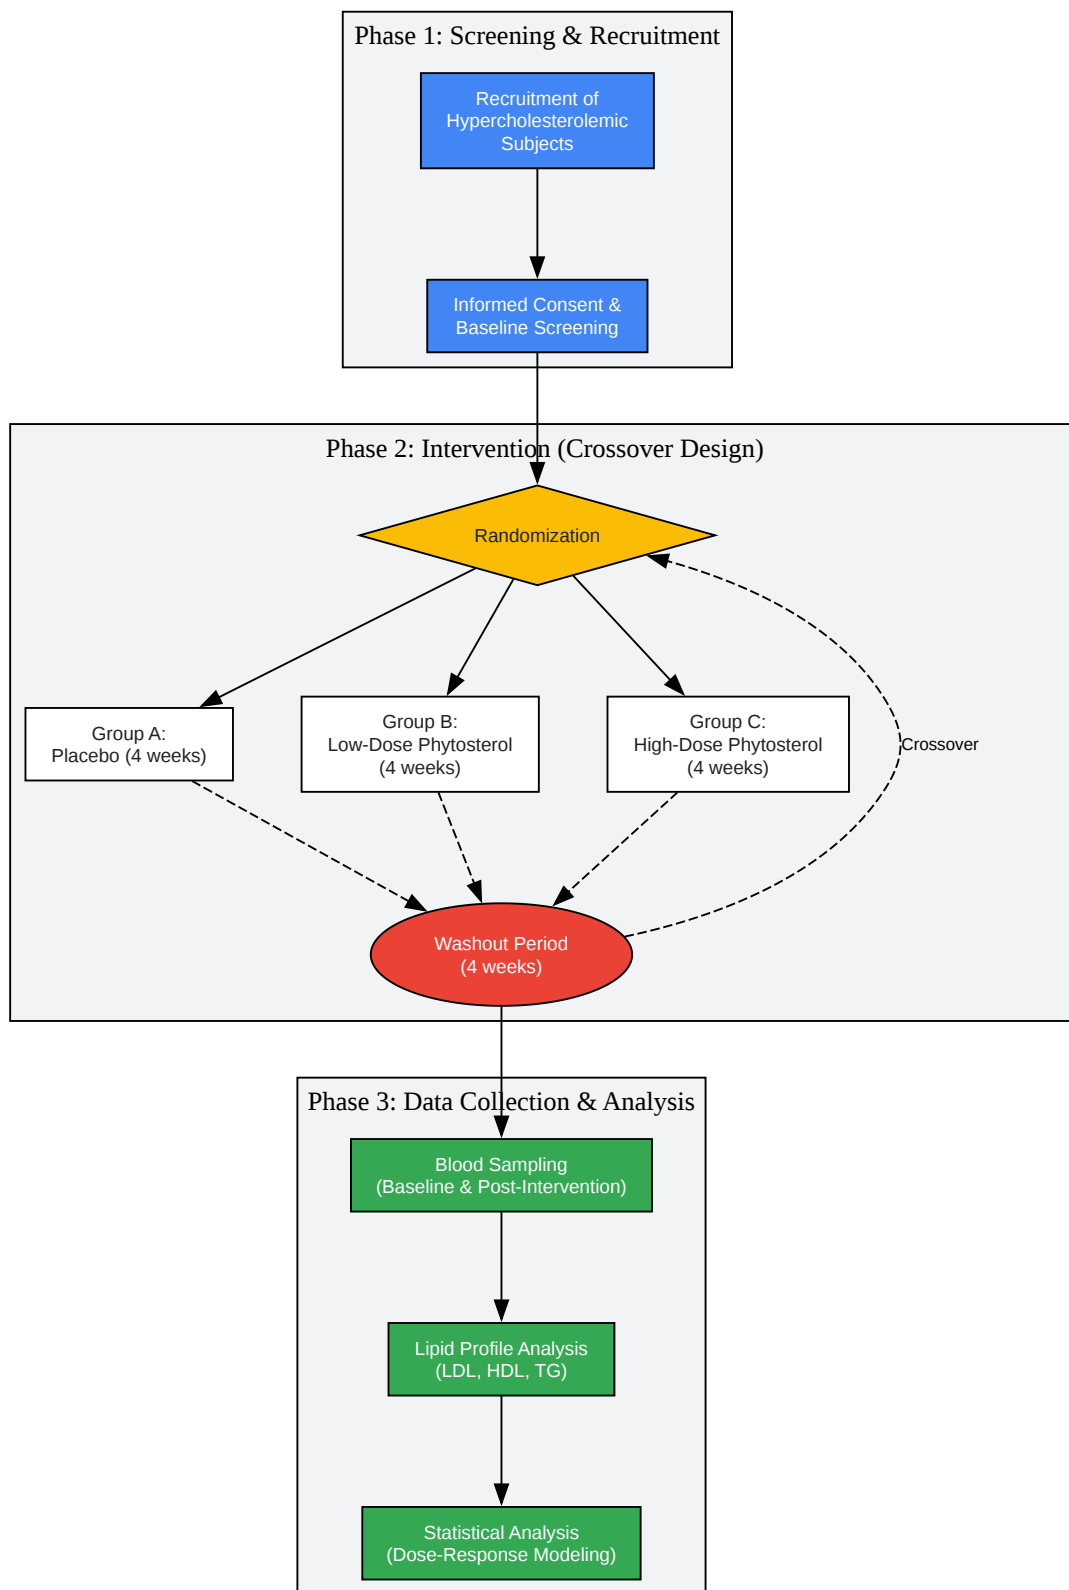 Phase 1: Screening & Recruitment
Recruitment of
Hypercholesterolemic
Subjects
Informed Consent &
Baseline Screening
Phase 2: Intervention (Crossover Design)
Randomization
Group A:
Placebo (4 weeks)
Group B:
Low-Dose Phytosterol
(4 weeks)
Group C:
High-Dose Phytosterol
(4 weeks)
Crossover
Washout Period
(4 weeks)
Phase 3: Data Collection & Analysis
Blood Sampling
(Baseline & Post-Intervention)
Lipid Profile Analysis
(LDL, HDL, TG)
Statistical Analysis
(Dose-Response Modeling)